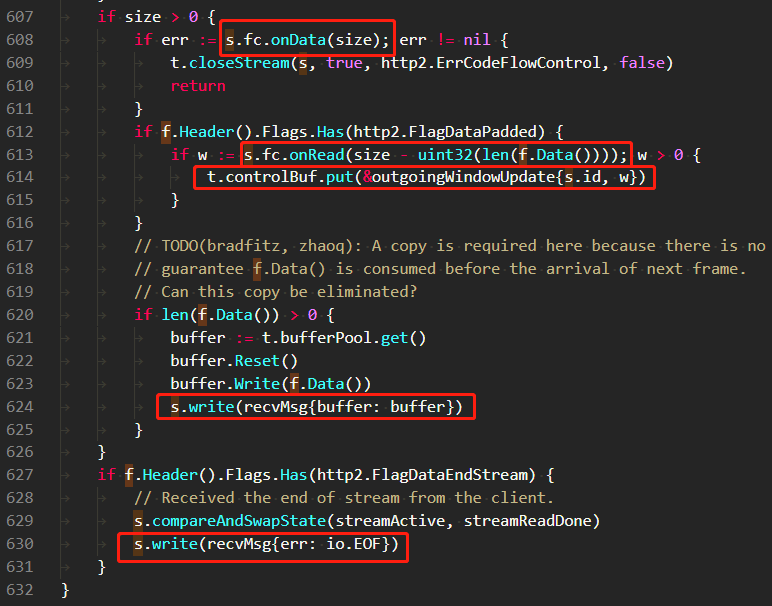 607 if size > 0 {
608 if err := s.fc.onData(size); err != nil {
609 t.closeStream(s, true, http2.ErrCodeFlowControl, false)
610 return
611 }
612 if f.Header().Flags.Has(http2.FlagDataPadded) {
613 if w := s.fc.onRead(size - uint32(len(f.Data()))); w > 0 {
614 t.controlBuf.put(&outgoingWindowUpdate{s.id, w})
615 }
616 }
617 // TODO(bradfitz, zhaoq): A copy is required here because there is no
618 // guarantee f.Data() is consumed before the arrival of next frame.
619 // Can this copy be eliminated?
620 if len(f.Data()) > 0 {
621 buffer := t.bufferPool.get()
622 buffer.Reset()
623 buffer.Write(f.Data())
624 s.write(recvMsg{buffer: buffer})
625 }
626 }
627 if f.Header().Flags.Has(http2.FlagDataEndStream) {
628 // Received the end of stream from the client.
629 s.compareAndSwapState(streamActive, streamReadDone)
630 s.write(recvMsg{err: io.EOF})
631 }
632 }